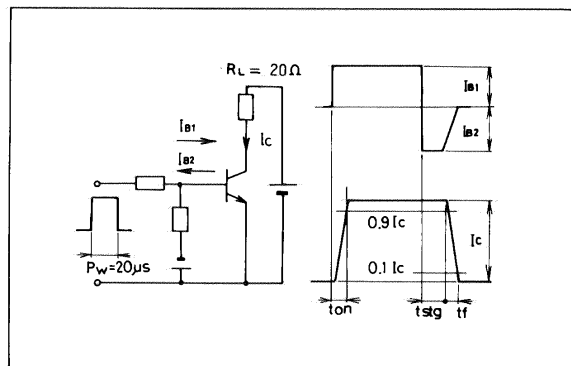 RL = 20Ω
IB1
IB2
Ic
PW=20μs
IB1
IB2
0.9 Ic
Ic
0.1 Ic
ton
tstg
tf